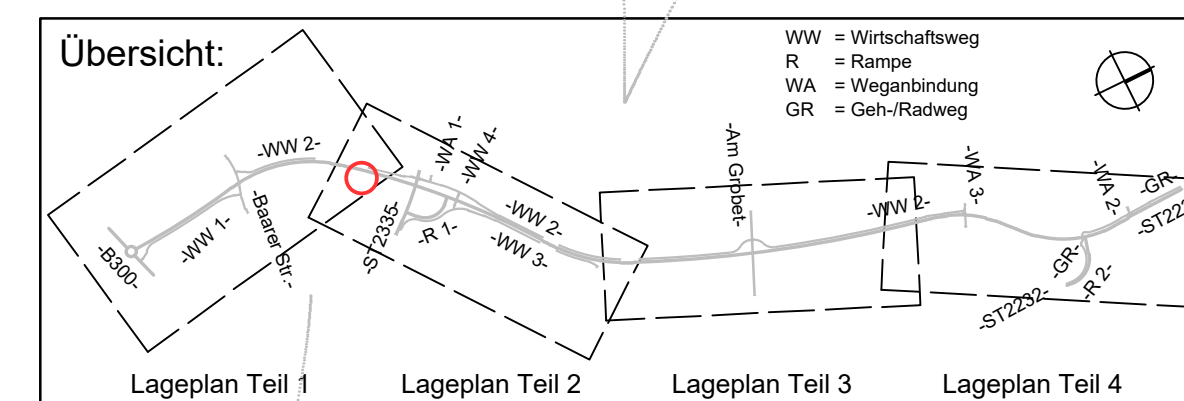 Übersicht:
WW = Wirtschaftsweg
R = Rampe
WA = Weganbindung
GR = Geh-/Radweg
-B300-
-WW 1-
-WW 2-
-Baarer Str.-
-ST2335-
-R 1-
-WA 1-
-WW 4-
-WW 2-
-WW 3-
-Am Grobet-
-WW 2-
-WA 3-
-WA 2-
-GR-
-ST223
-GR-
-R 2-
-ST2232-
Lageplan Teil 1
Lageplan Teil 2
Lageplan Teil 3
Lageplan Teil 4